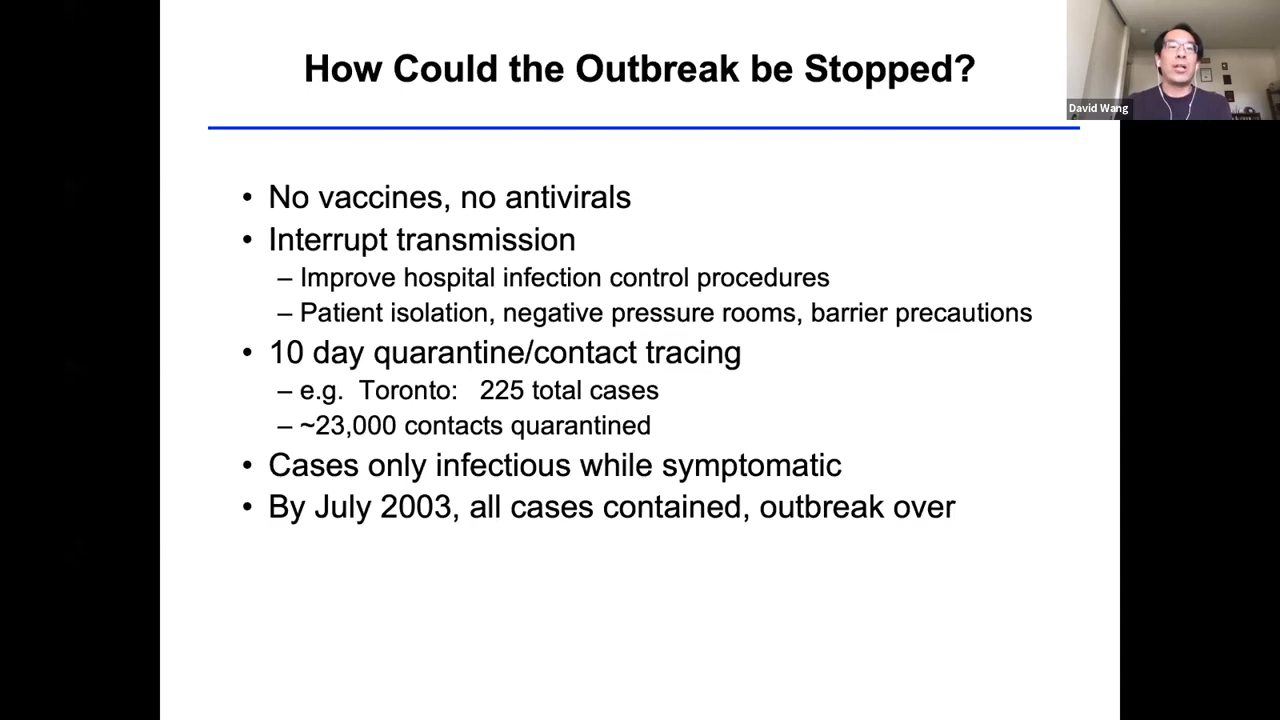 How Could the Outbreak be Stopped?
David Wang
• No vaccines, no antivirals
• Interrupt transmission
– Improve hospital infection control procedures
– Patient isolation, negative pressure rooms, barrier precautions
• 10 day quarantine/contact tracing
– e.g. Toronto: 225 total cases
– ~23,000 contacts quarantined
• Cases only infectious while symptomatic
• By July 2003, all cases contained, outbreak over